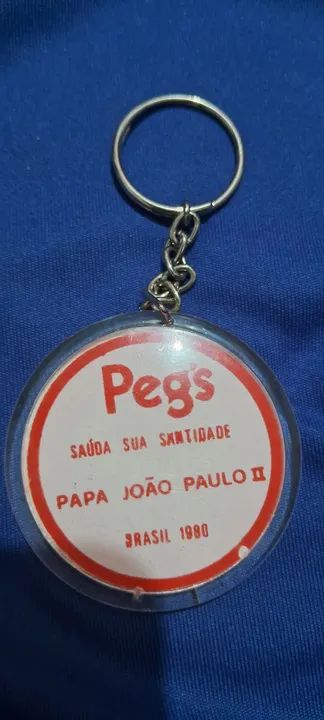 Peg's
SAÚDA SUA SANTIDADE
PAPA JOÃO PAULO II
BRASIL 1980